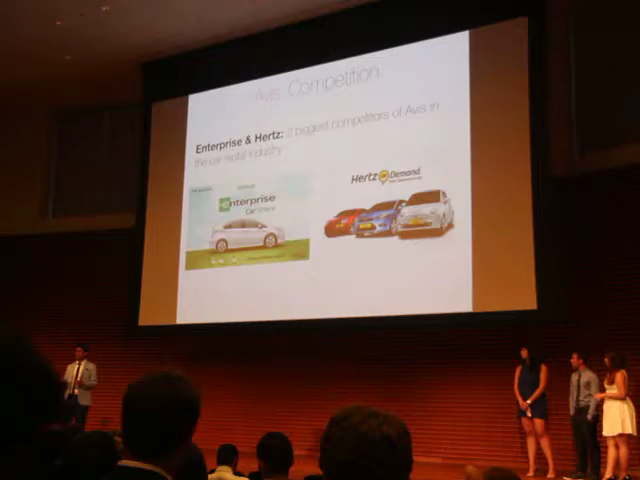 Avis: Competition
Enterprise & Hertz: 2 biggest competitors of Avis in
the car rental industry
enterprise
CarShare
Hertz On Demand